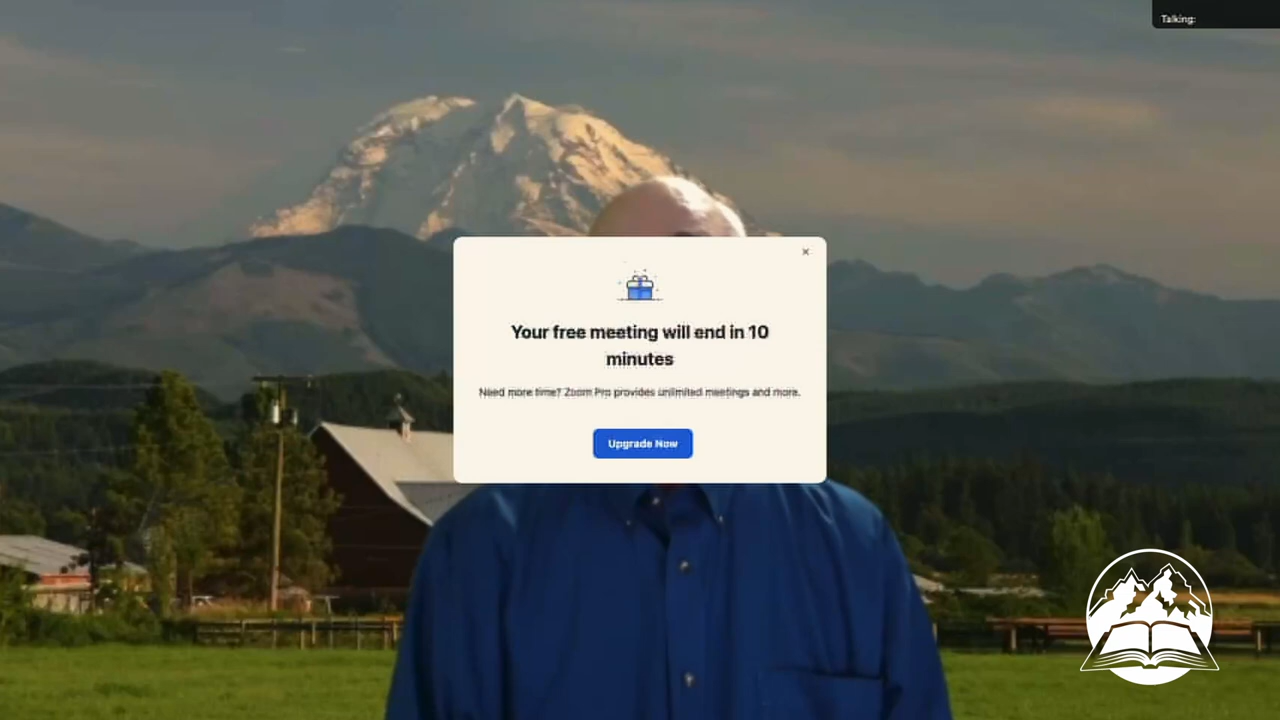 Talking:
Your free meeting will end in 10
minutes
Need more time? Zoom Pro provides unlimited meetings and more.
Upgrade Now